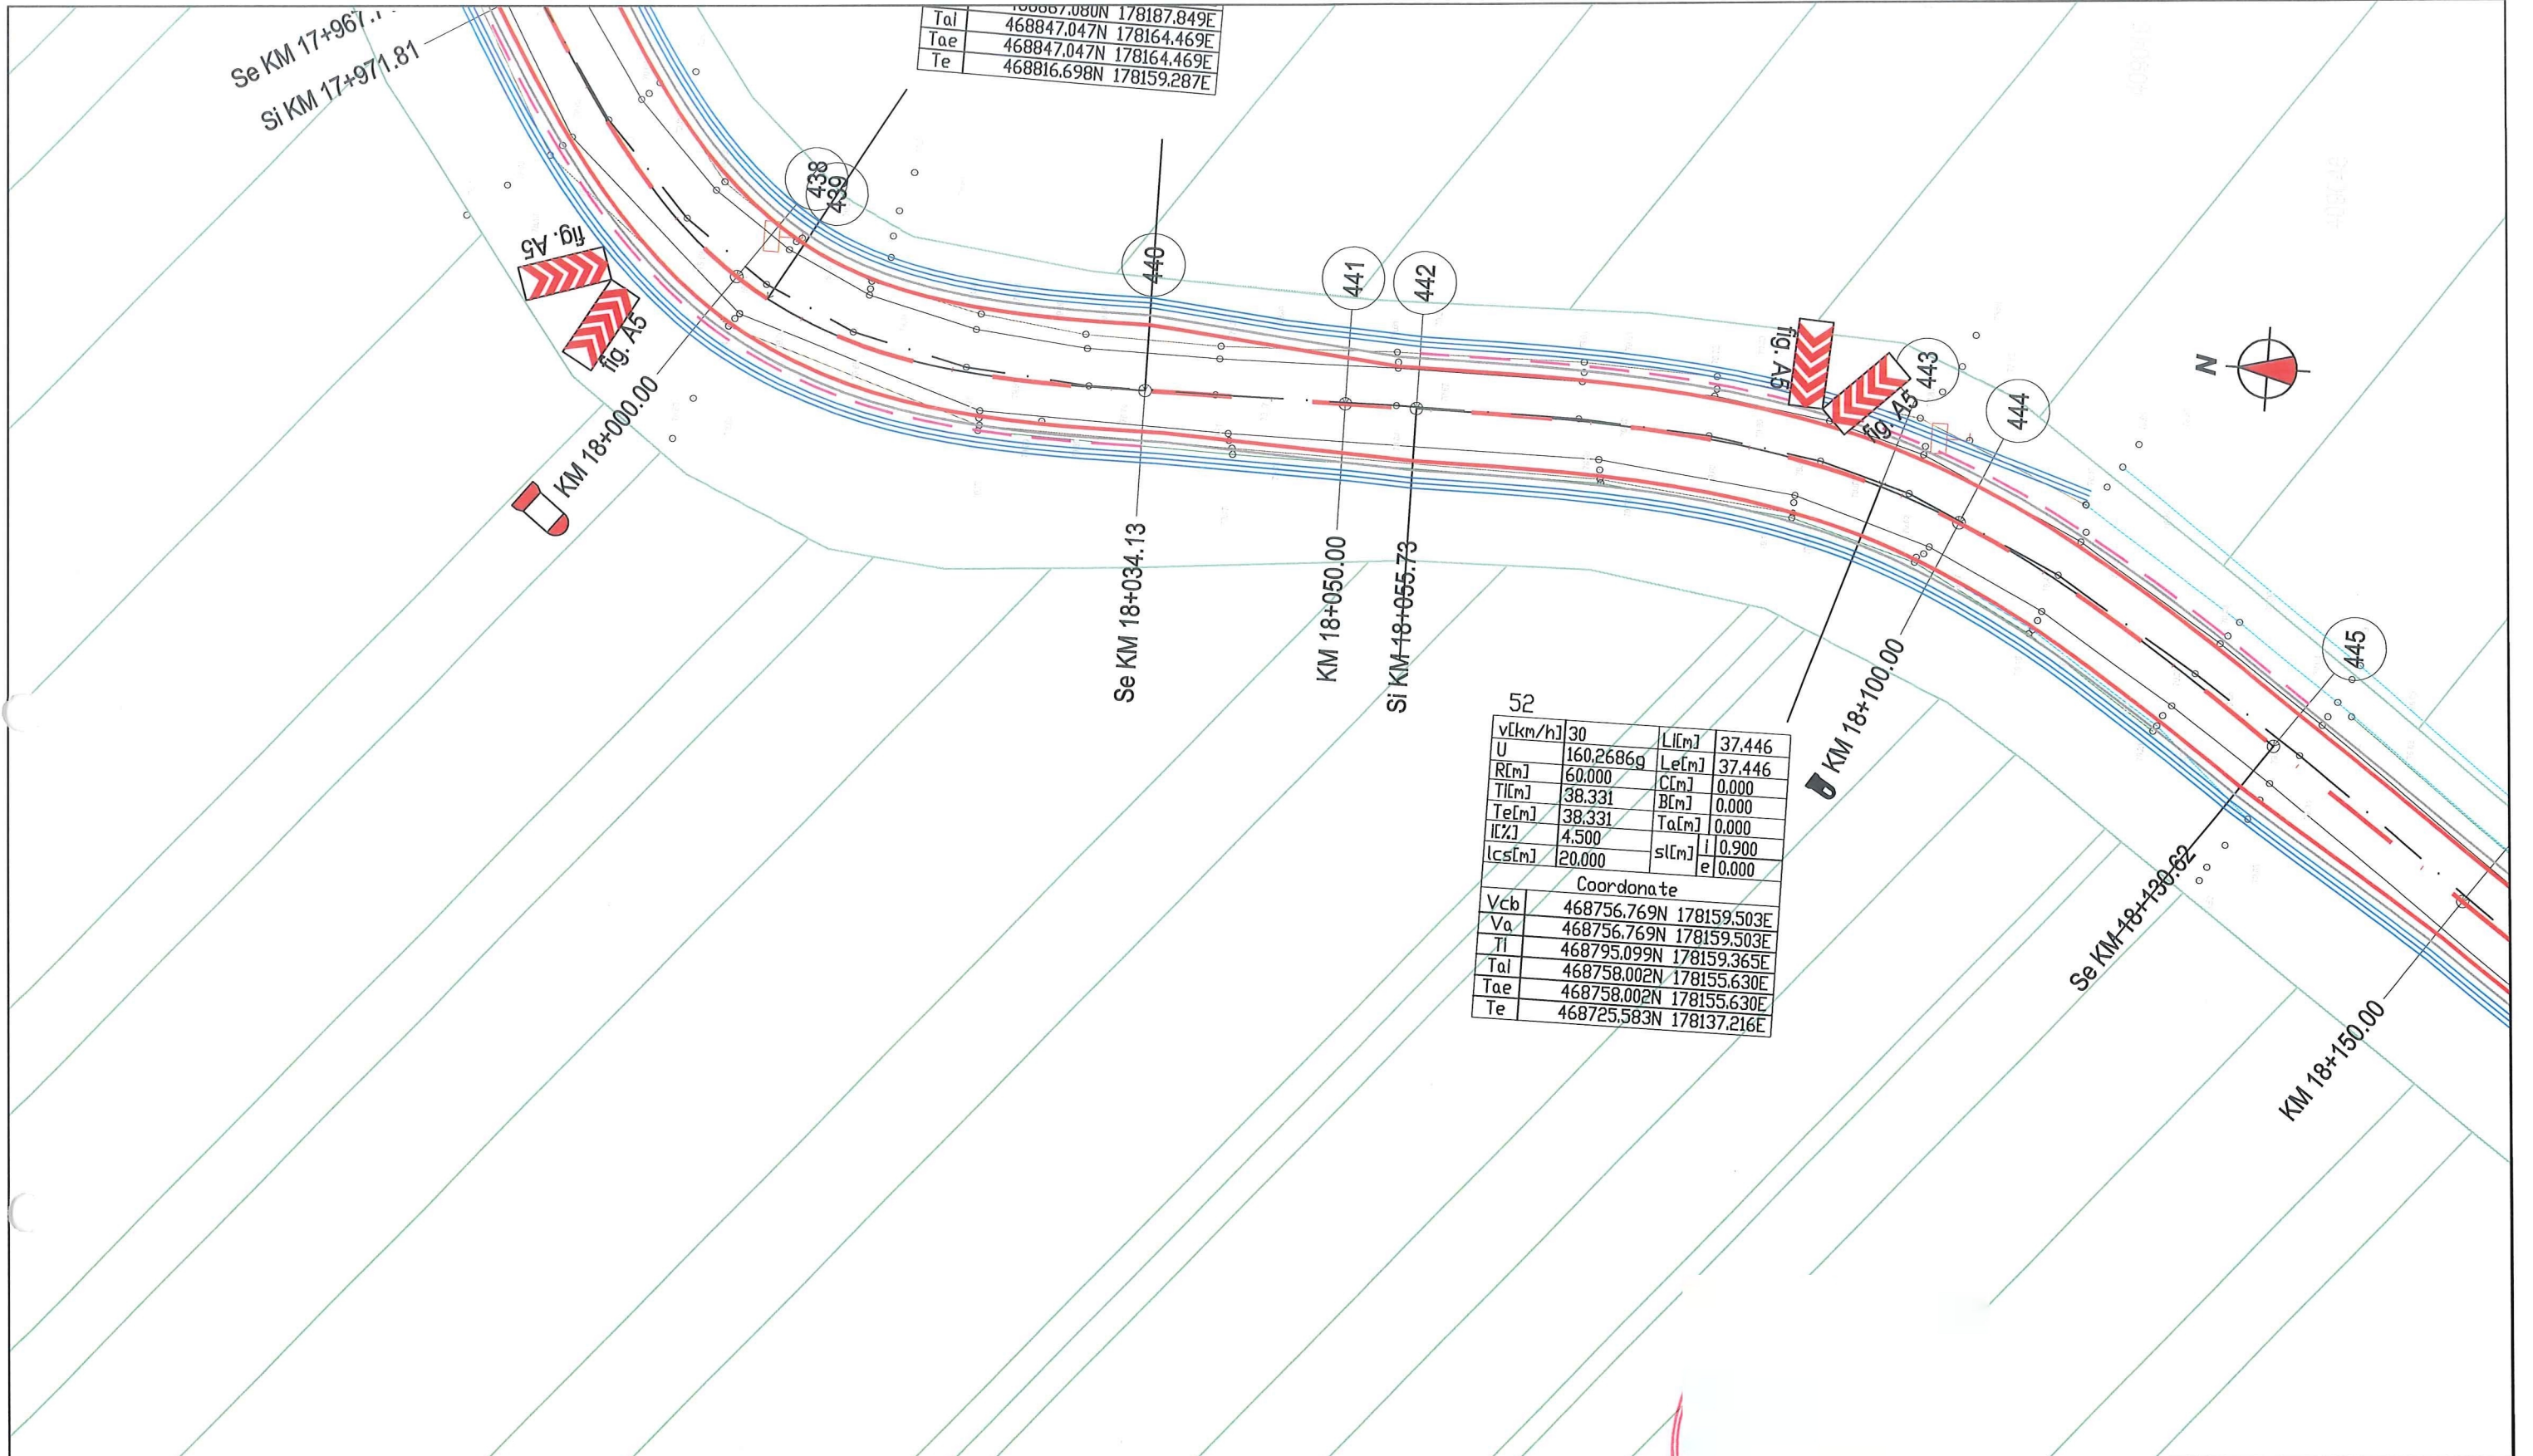 Se KM 17+967.
Si KM 17+971.81
178187.849E
Tai 468847.047N 178164.469E
Tae 468847.047N 178164.469E
Te 468816.698N 178159.287E
438
439
440
441
442
443
444
445
fig. A5
fig. A5
fig. A5
fig. A5
N
KM 18+000.00
Se KM 18+034.13
KM 18+050.00
Si KM 18+055.73
KM 18+100.00
Se KM 18+130.62
KM 18+150.00
52
v[km/h] 30 Li[m] 37.446
U 160.2686g Le[m] 37.446
R[m] 60.000 C[m] 0.000
Ti[m] 38.331 B[m] 0.000
Te[m] 38.331 Ta[m] 0.000
i[%] 4.500 sl[m] i 0.900
lcs[m] 20.000 e 0.000
Coordonate
Vcb 468756.769N 178159.503E
Va 468756.769N 178159.503E
Ti 468795.099N 178159.365E
Tai 468758.002N 178155.630E
Tae 468758.002N 178155.630E
Te 468725.583N 178137.216E